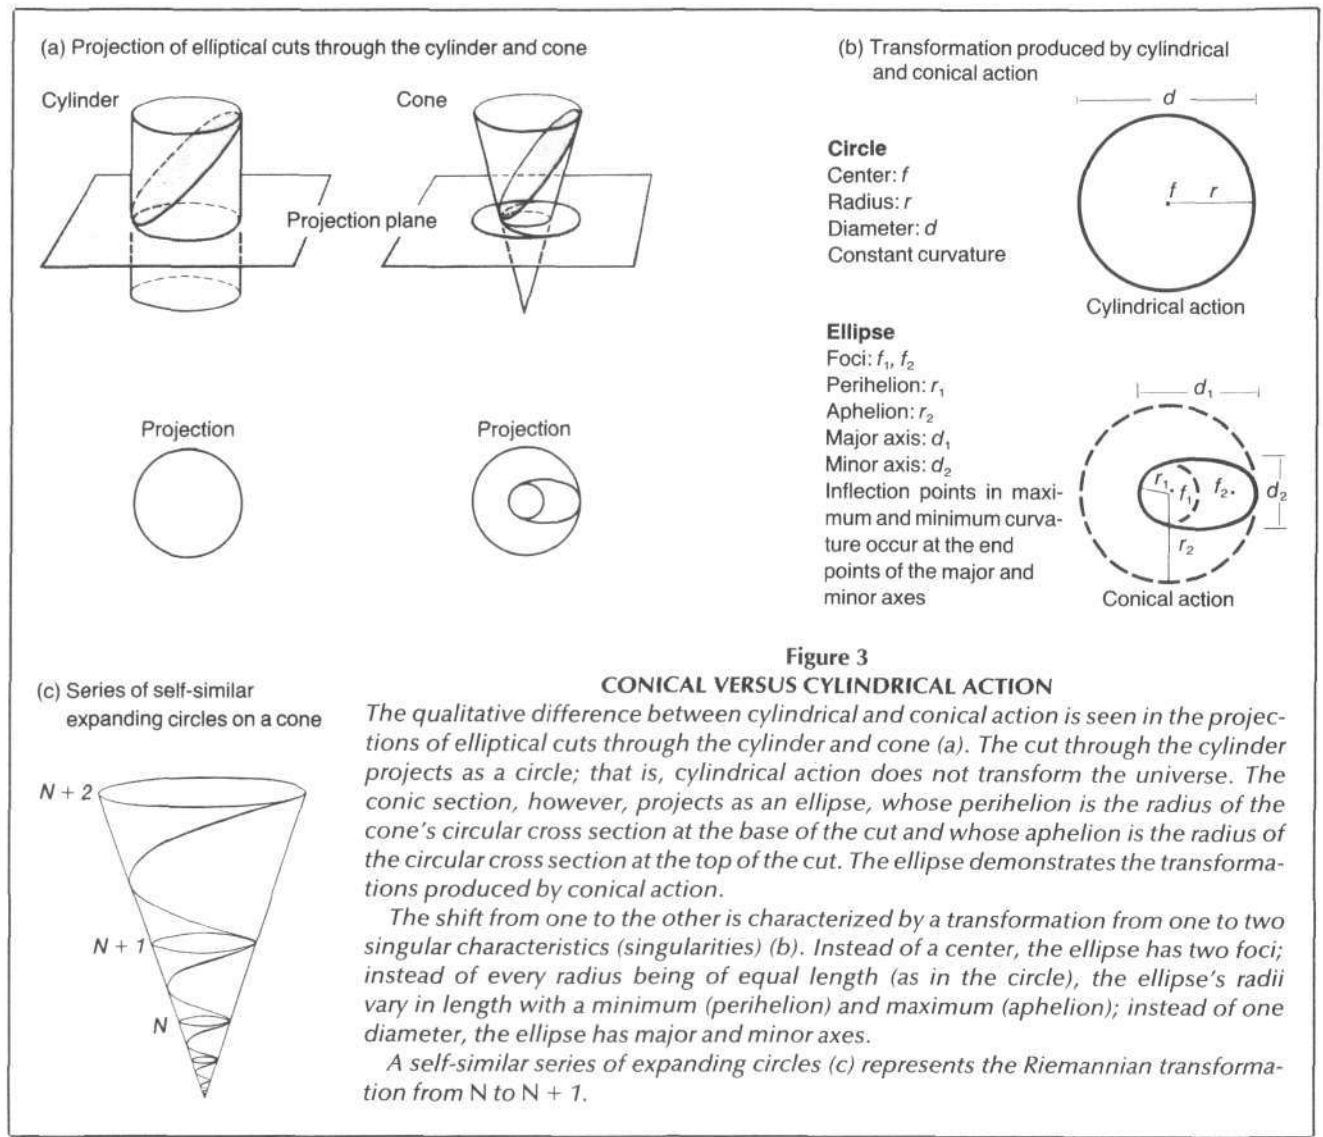 (a) Projection of elliptical cuts through the cylinder and cone
Cylinder
Cone
Projection plane
Projection
Projection
(b) Transformation produced by cylindrical
and conical action
d
Circle
Center: f
Radius: r
Diameter: d
Constant curvature
f
r
Cylindrical action
Ellipse
Foci: f₁, f₂
Perihelion: r₁
Aphelion: r₂
Major axis: d₁
Minor axis: d₂
Inflection points in maxi-
mum and minimum curva-
ture occur at the end
points of the major and
minor axes
d₁
r₁
f₁
f₂
d₂
r₂
Conical action
(c) Series of self-similar
expanding circles on a cone
N + 2
N + 1
N
Figure 3
CONICAL VERSUS CYLINDRICAL ACTION
The qualitative difference between cylindrical and conical action is seen in the projec-
tions of elliptical cuts through the cylinder and cone (a). The cut through the cylinder
projects as a circle; that is, cylindrical action does not transform the universe. The
conic section, however, projects as an ellipse, whose perihelion is the radius of the
cone's circular cross section at the base of the cut and whose aphelion is the radius of
the circular cross section at the top of the cut. The ellipse demonstrates the transforma-
tions produced by conical action.
The shift from one to the other is characterized by a transformation from one to two
singular characteristics (singularities) (b). Instead of a center, the ellipse has two foci;
instead of every radius being of equal length (as in the circle), the ellipse's radii
vary in length with a minimum (perihelion) and maximum (aphelion); instead of one
diameter, the ellipse has major and minor axes.
A self-similar series of expanding circles (c) represents the Riemannian transforma-
tion from N to N + 1.